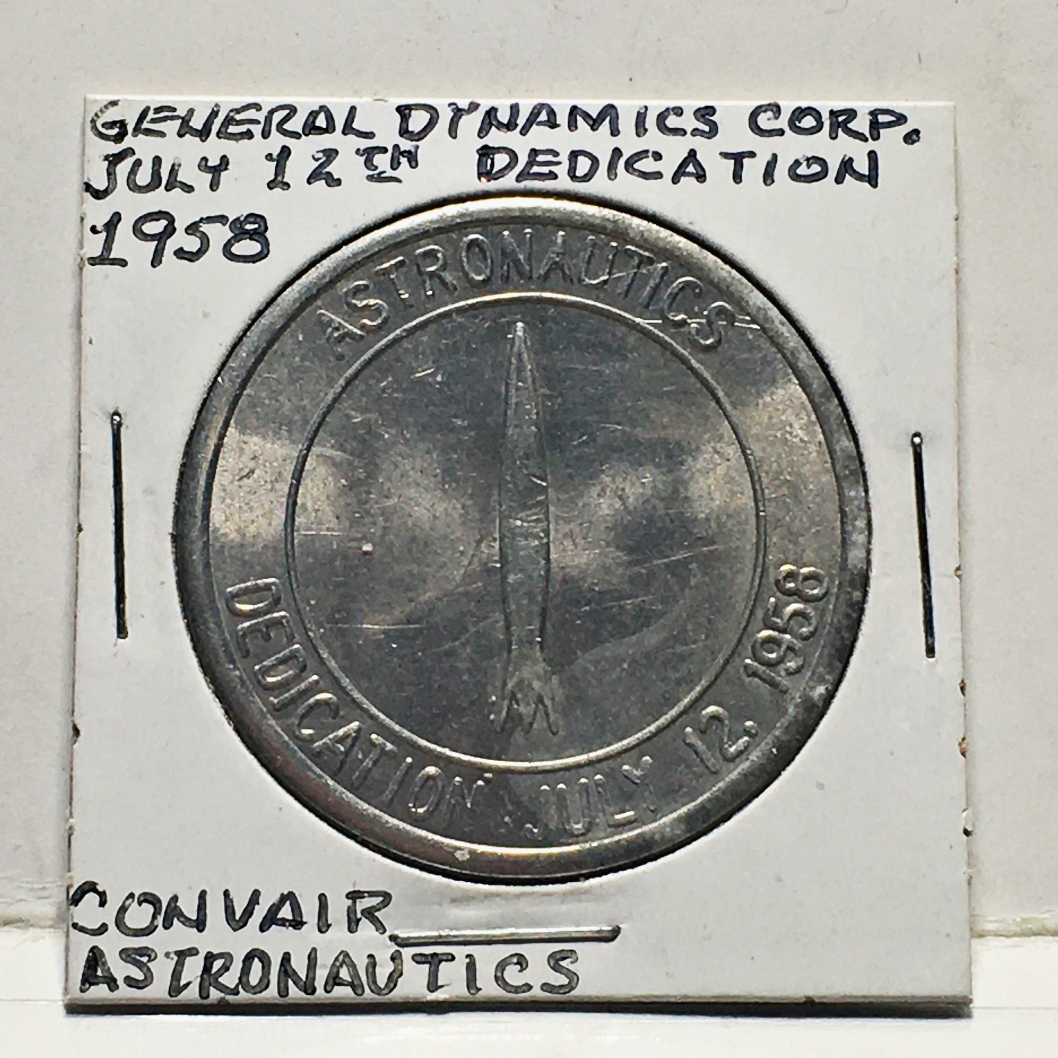 GENERAL DYNAMICS CORP.
JULY 12TH DEDICATION
1958
ASTRONAUTICS
DEDICATION JULY 12, 1958
CONVAIR
ASTRONAUTICS